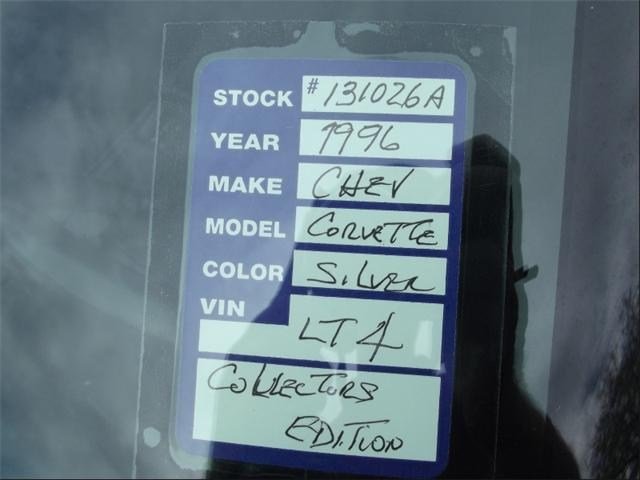 STOCK #131026A
YEAR 1996
MAKE CHEV
MODEL CORVETTE
COLOR SILVER
VIN LT4
COLLECTORS
EDITION